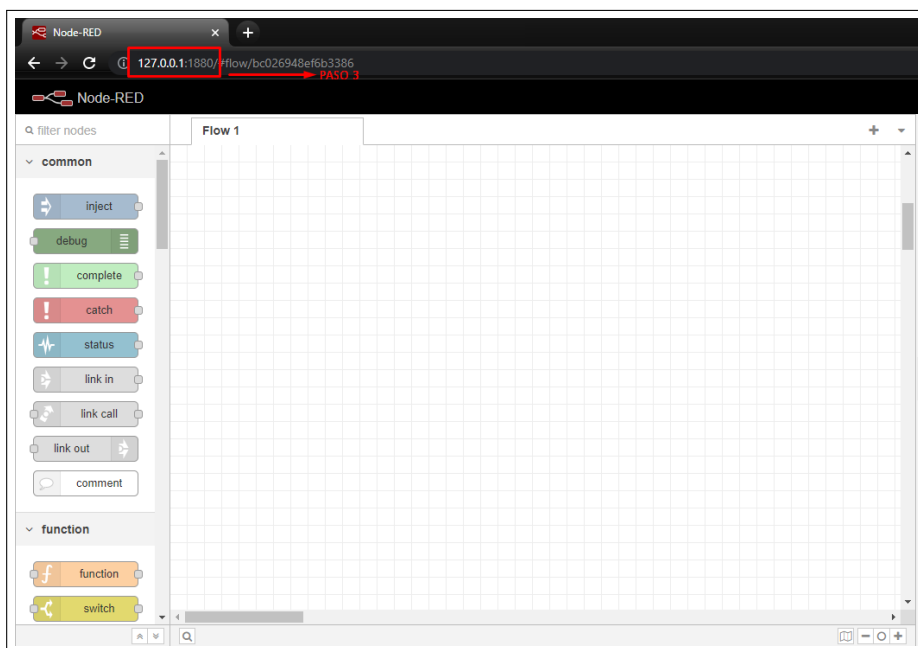 Node-RED
127.0.0.1:1880/#flow/bc026948ef6b3386
PASO 3
Node-RED
filter nodes
Flow 1
common
inject
debug
complete
catch
status
link in
link call
link out
comment
function
function
switch